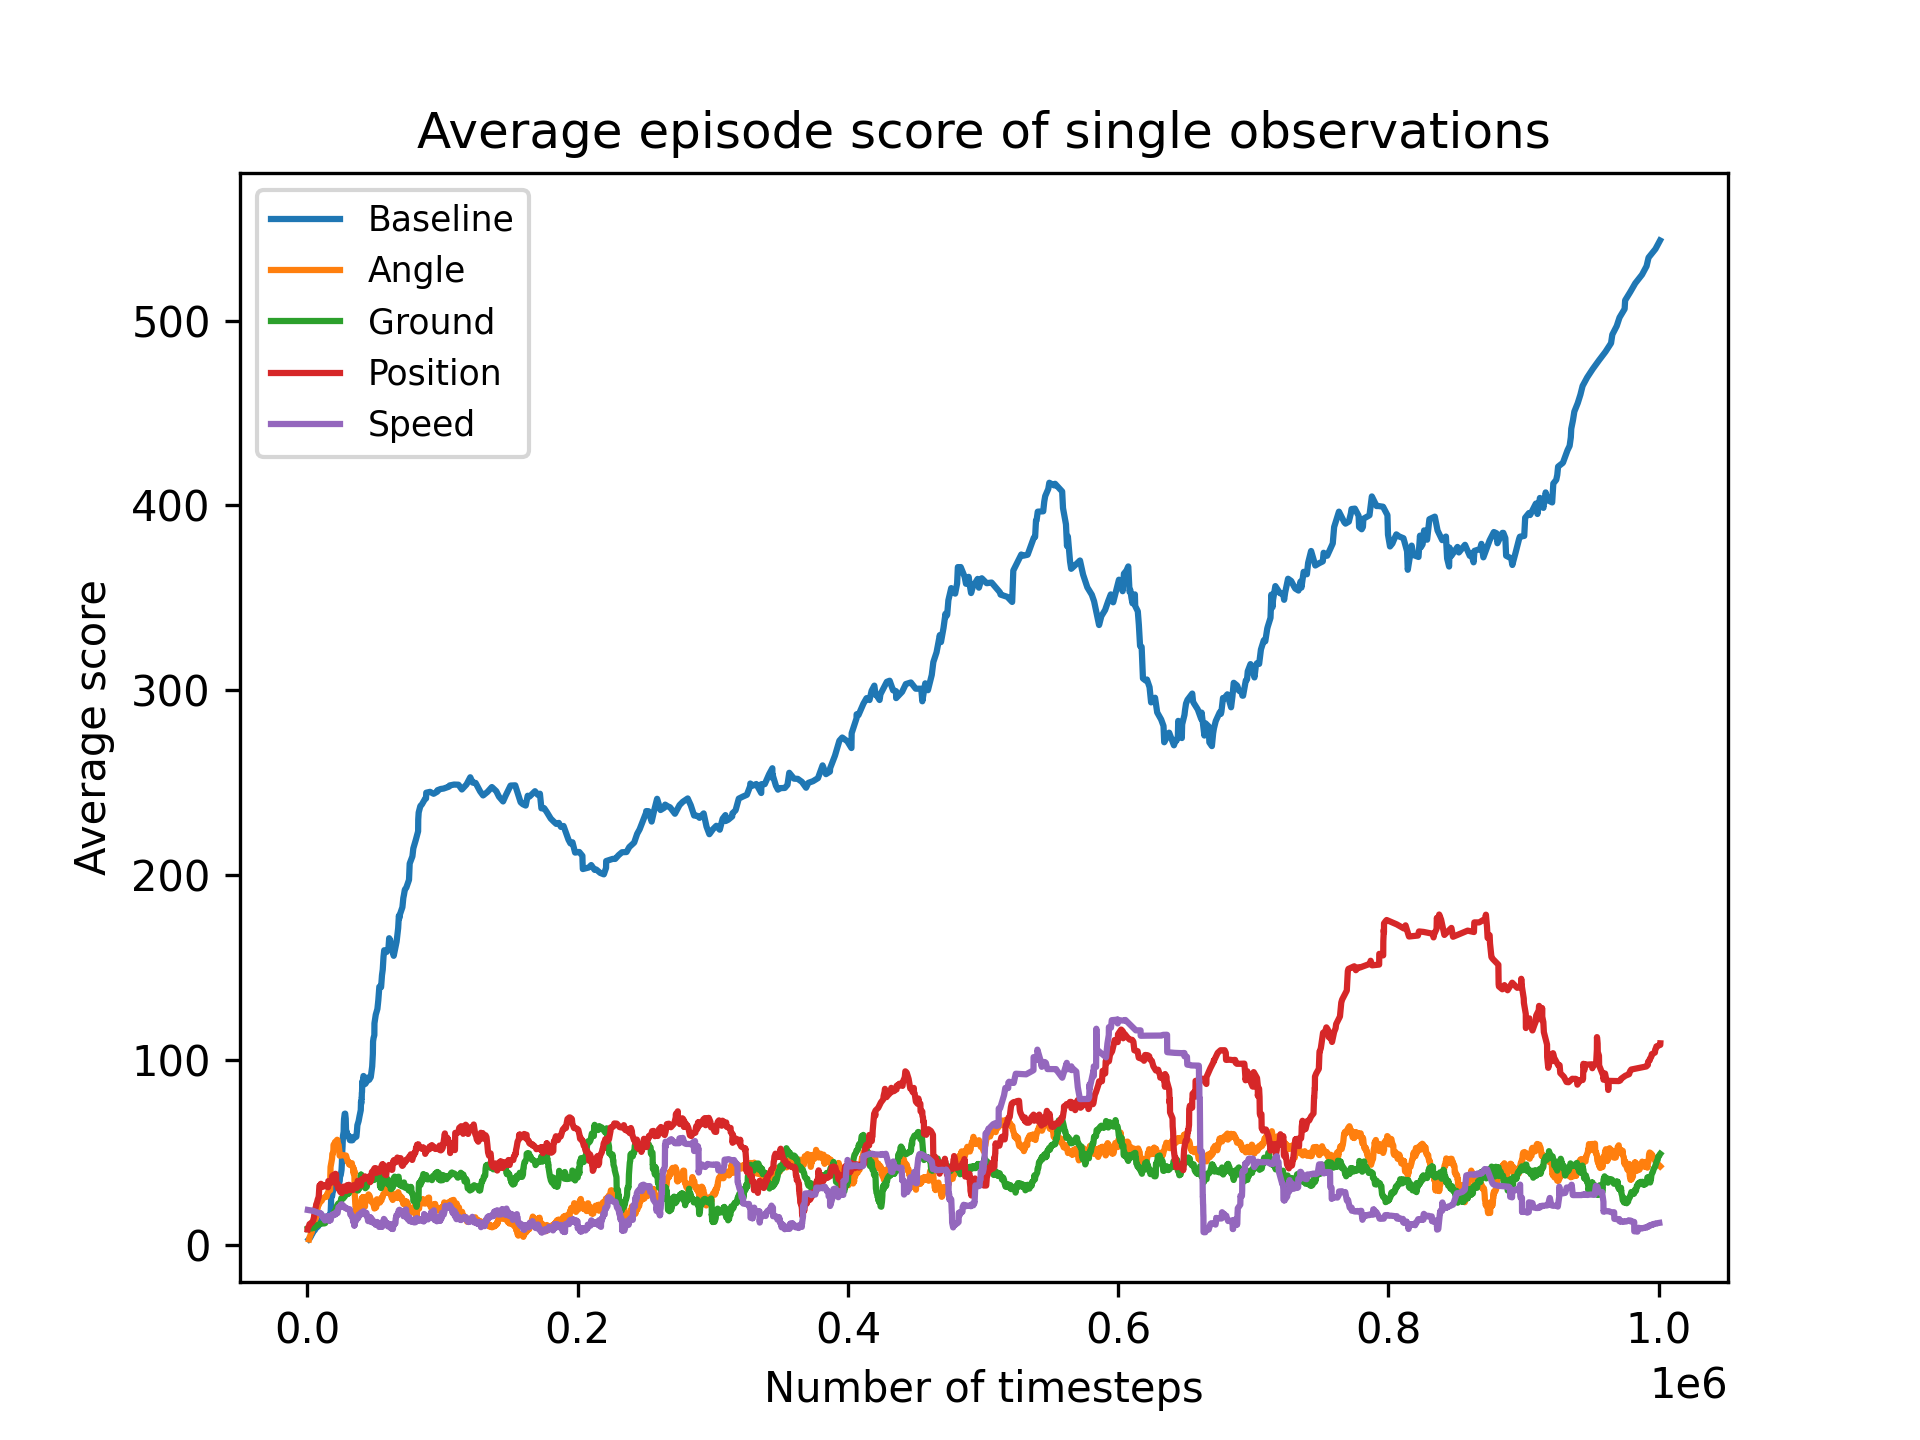 Average episode score of single observations
Baseline
Angle
Ground
Position
Speed
500
400
300
200
100
0
Average score
0.0 0.2 0.4 0.6 0.8 1.0
1e6
Number of timesteps